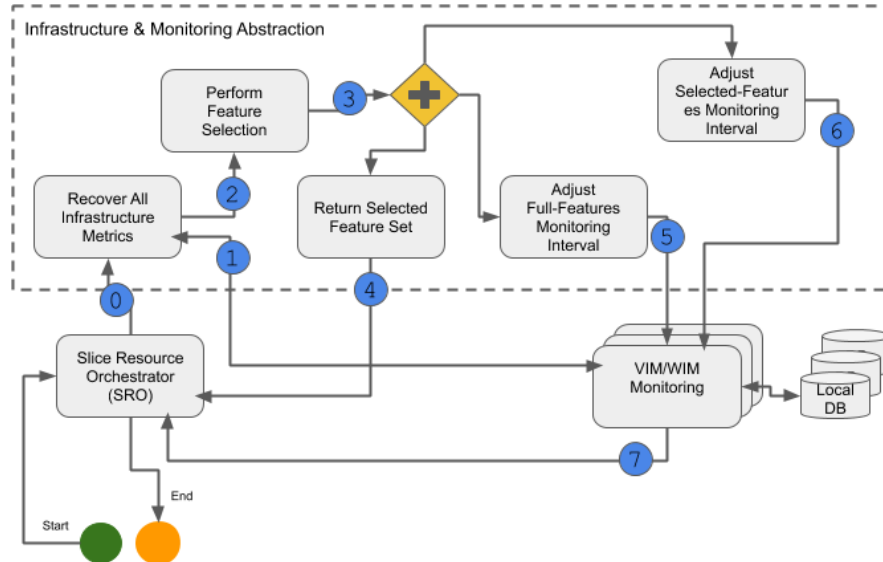 Infrastructure & Monitoring Abstraction
Perform
Feature
Selection
3
Adjust
Selected-Featur
es Monitoring
Interval
6
Recover All
Infrastructure
Metrics
2
Return Selected
Feature Set
Adjust
Full-Features
Monitoring
Interval
5
1
4
0
Slice Resource
Orchestrator
(SRO)
VIM/WIM
Monitoring
Local
DB
7
End
Start